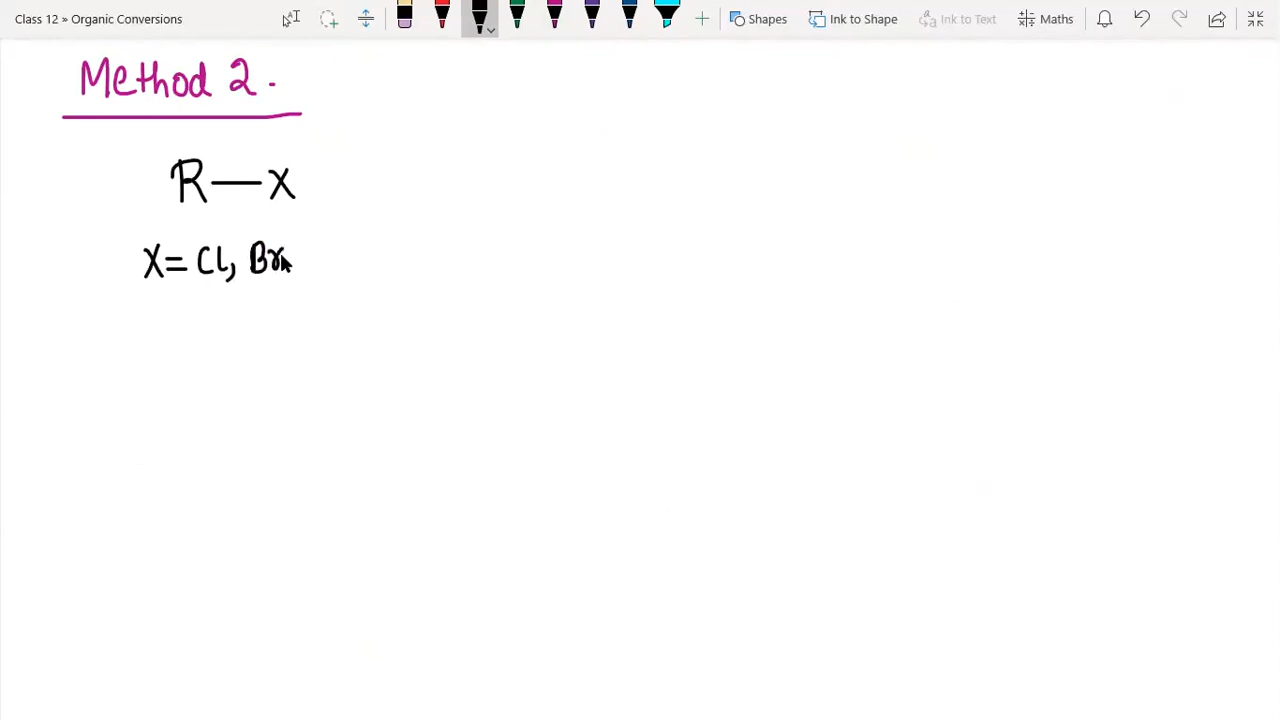 Class 12 » Organic Conversions
Shapes
Ink to Shape
Ink to Text
Maths
Method 2.
R—X
X= Cl, Br